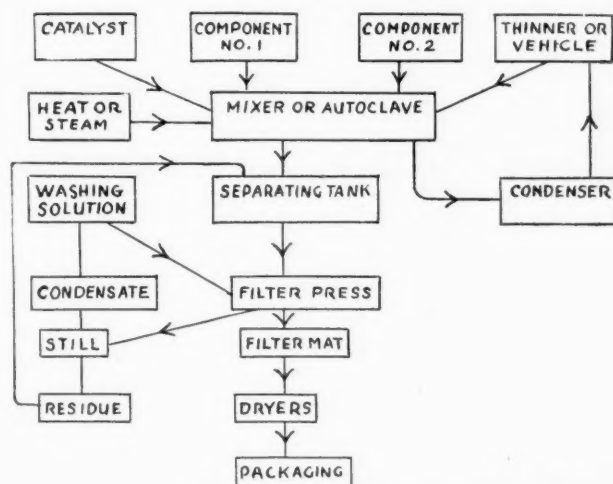 CATALYST
COMPONENT
NO. 1
COMPONENT
NO. 2
THINNER OR
VEHICLE
HEAT OR
STEAM
MIXER OR AUTOCLAVE
WASHING
SOLUTION
SEPARATING TANK
CONDENSER
CONDENSATE
FILTER PRESS
STILL
FILTER MAT
RESIDUE
DRYERS
PACKAGING